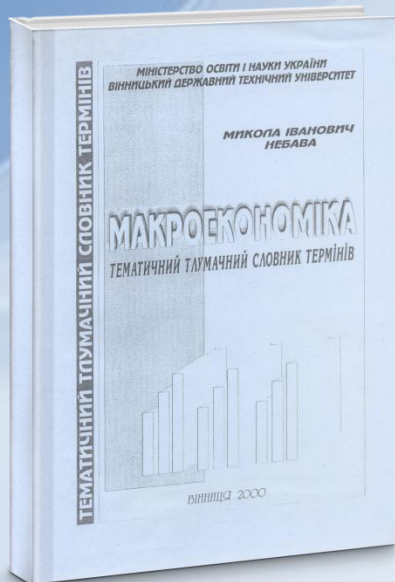 ТЕМАТИЧНИЙ ТЛУМАЧНИЙ СЛОВНИК ТЕРМІНІВ
МІНІСТЕРСТВО ОСВІТИ І НАУКИ УКРАЇНИ
ВІННИЦЬКИЙ ДЕРЖАВНИЙ ТЕХНІЧНИЙ УНІВЕРСИТЕТ
МИКОЛА ІВАНОВИЧ
НЕБАВА
МАКРОЕКОНОМІКА
ТЕМАТИЧНИЙ ТЛУМАЧНИЙ СЛОВНИК ТЕРМІНІВ
ВІННИЦЯ 2000